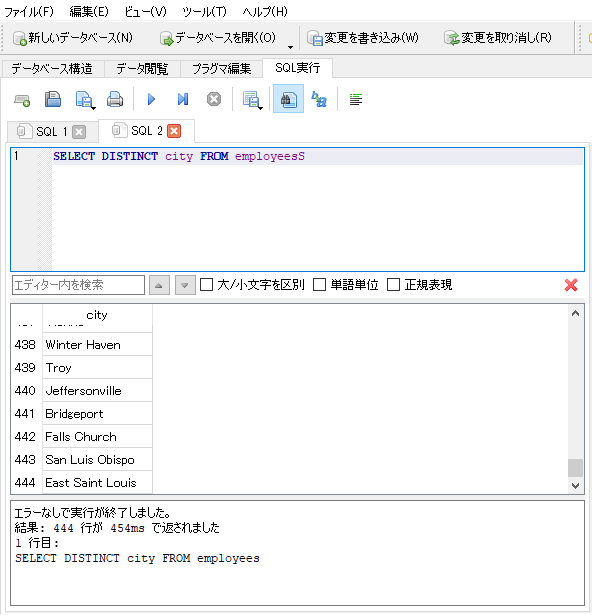 ファイル(F) 編集(E) ビュー(V) ツール(T) ヘルプ(H)
新しいデータベース(N) データベースを開く(O) 変更を書き込み(W) 変更を取り消し(R)
データベース構造 データ閲覧 プラグマ編集 SQL実行
SQL 1 SQL 2
1 SELECT DISTINCT city FROM employeesS
エディター内を検索 大/小文字を区別 単語単位 正規表現
city
438 Winter Haven
439 Troy
440 Jeffersonville
441 Bridgeport
442 Falls Church
443 San Luis Obispo
444 East Saint Louis
エラーなしで実行が終了しました。
結果: 444 行が 454ms で返されました
1 行目:
SELECT DISTINCT city FROM employees